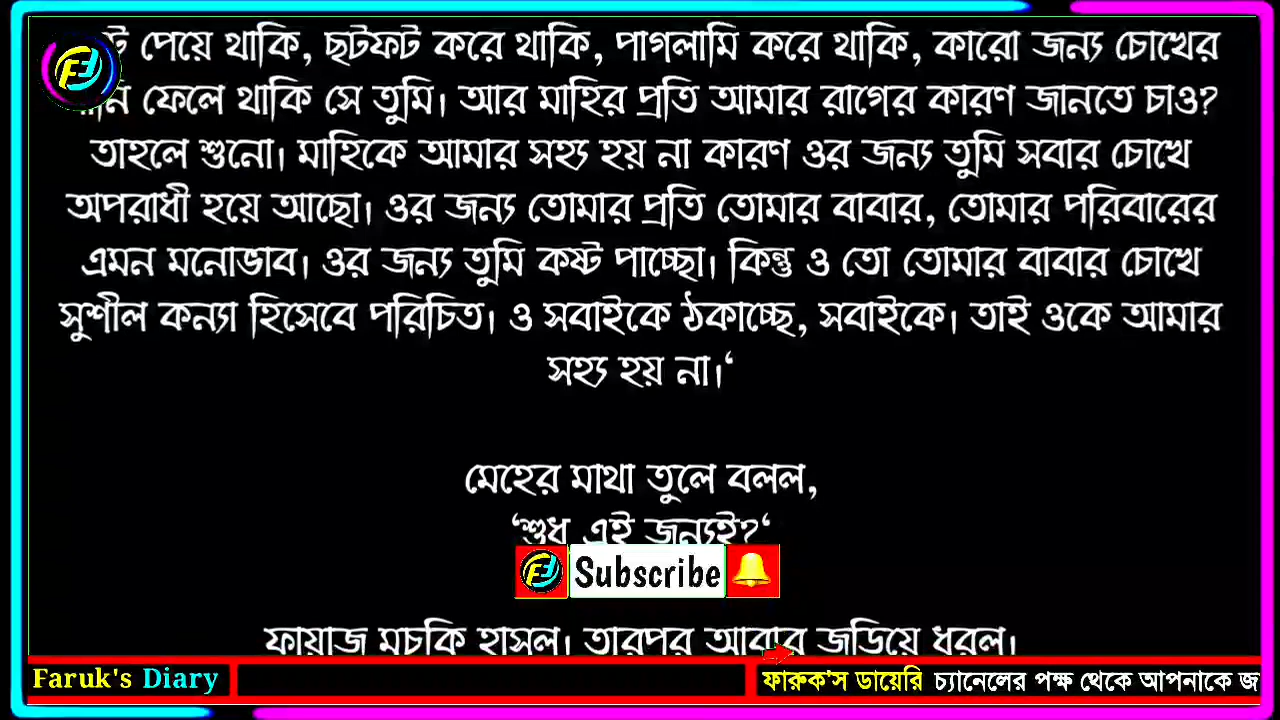 পেয়ে থাকি, ছটফট করে থাকি, পাগলামি করে থাকি, কারো জন্য চোখের
ফেলে থাকি সে তুমি। আর মাহির প্রতি আমার রাগের কারণ জানতে চাও?
তাহলে শুনো। মাহিকে আমার সহ্য হয় না কারণ ওর জন্য তুমি সবার চোখে
অপরাধী হয়ে আছো। ওর জন্য তোমার প্রতি তোমার বাবার, তোমার পরিবারের
এমন মনোভাব। ওর জন্য তুমি কষ্ট পাচ্ছো। কিন্তু ও তো তোমার বাবার চোখে
সুশীল কন্যা হিসেবে পরিচিত। ও সবাইকে ঠকাচ্ছে, সবাইকে। তাই ওকে আমার
সহ্য হয় না।‘
মেহের মাথা তুলে বলল,
‘শুধু এই জন্যই?‘
Subscribe
ফায়াজ মুচকি হাসল। তারপর আবার জড়িয়ে ধরল।
Faruk's Diary
ফারুক'স ডায়েরি চ্যানেলের পক্ষ থেকে আপনাকে জ